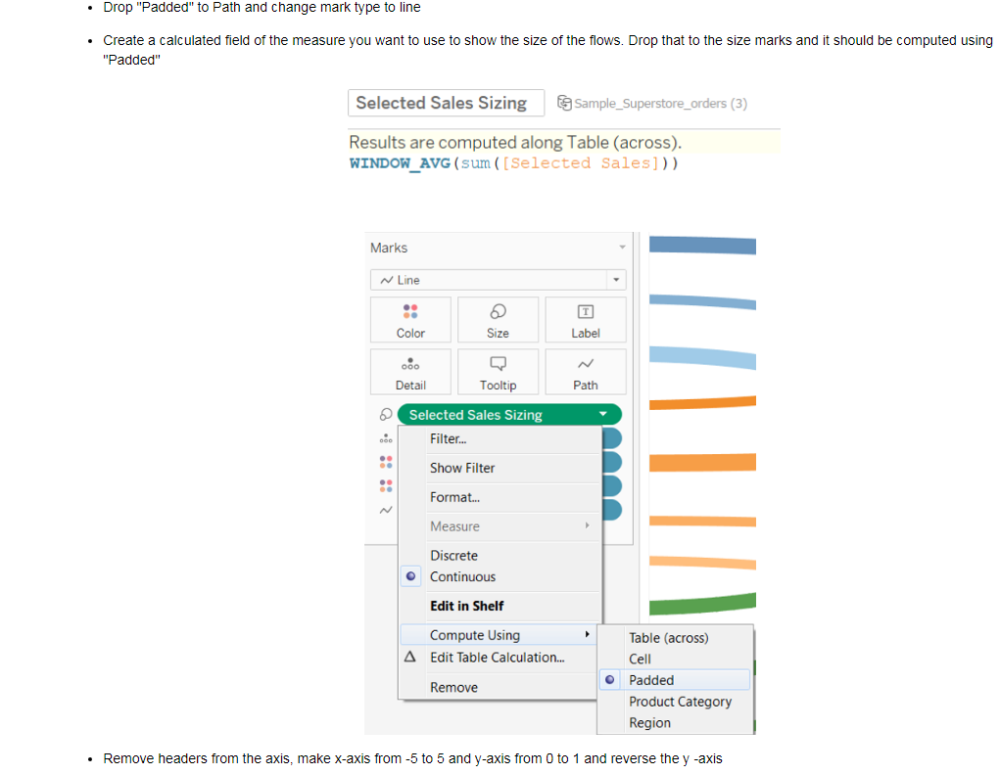 Drop "Padded" to Path and change mark type to line
Create a calculated field of the measure you want to use to show the size of the flows. Drop that to the size marks and it should be computed using
"Padded"
Selected Sales Sizing
Sample_Superstore_orders (3)
Results are computed along Table (across).
WINDOW_AVG(sum([Selected Sales]))
Marks
Line
Color
Size
Label
Detail
Tooltip
Path
Selected Sales Sizing
Filter...
Show Filter
Format...
Measure
Discrete
Continuous
Edit in Shelf
Compute Using
Edit Table Calculation...
Remove
Table (across)
Cell
Padded
Product Category
Region
Remove headers from the axis, make x-axis from -5 to 5 and y-axis from 0 to 1 and reverse the y -axis